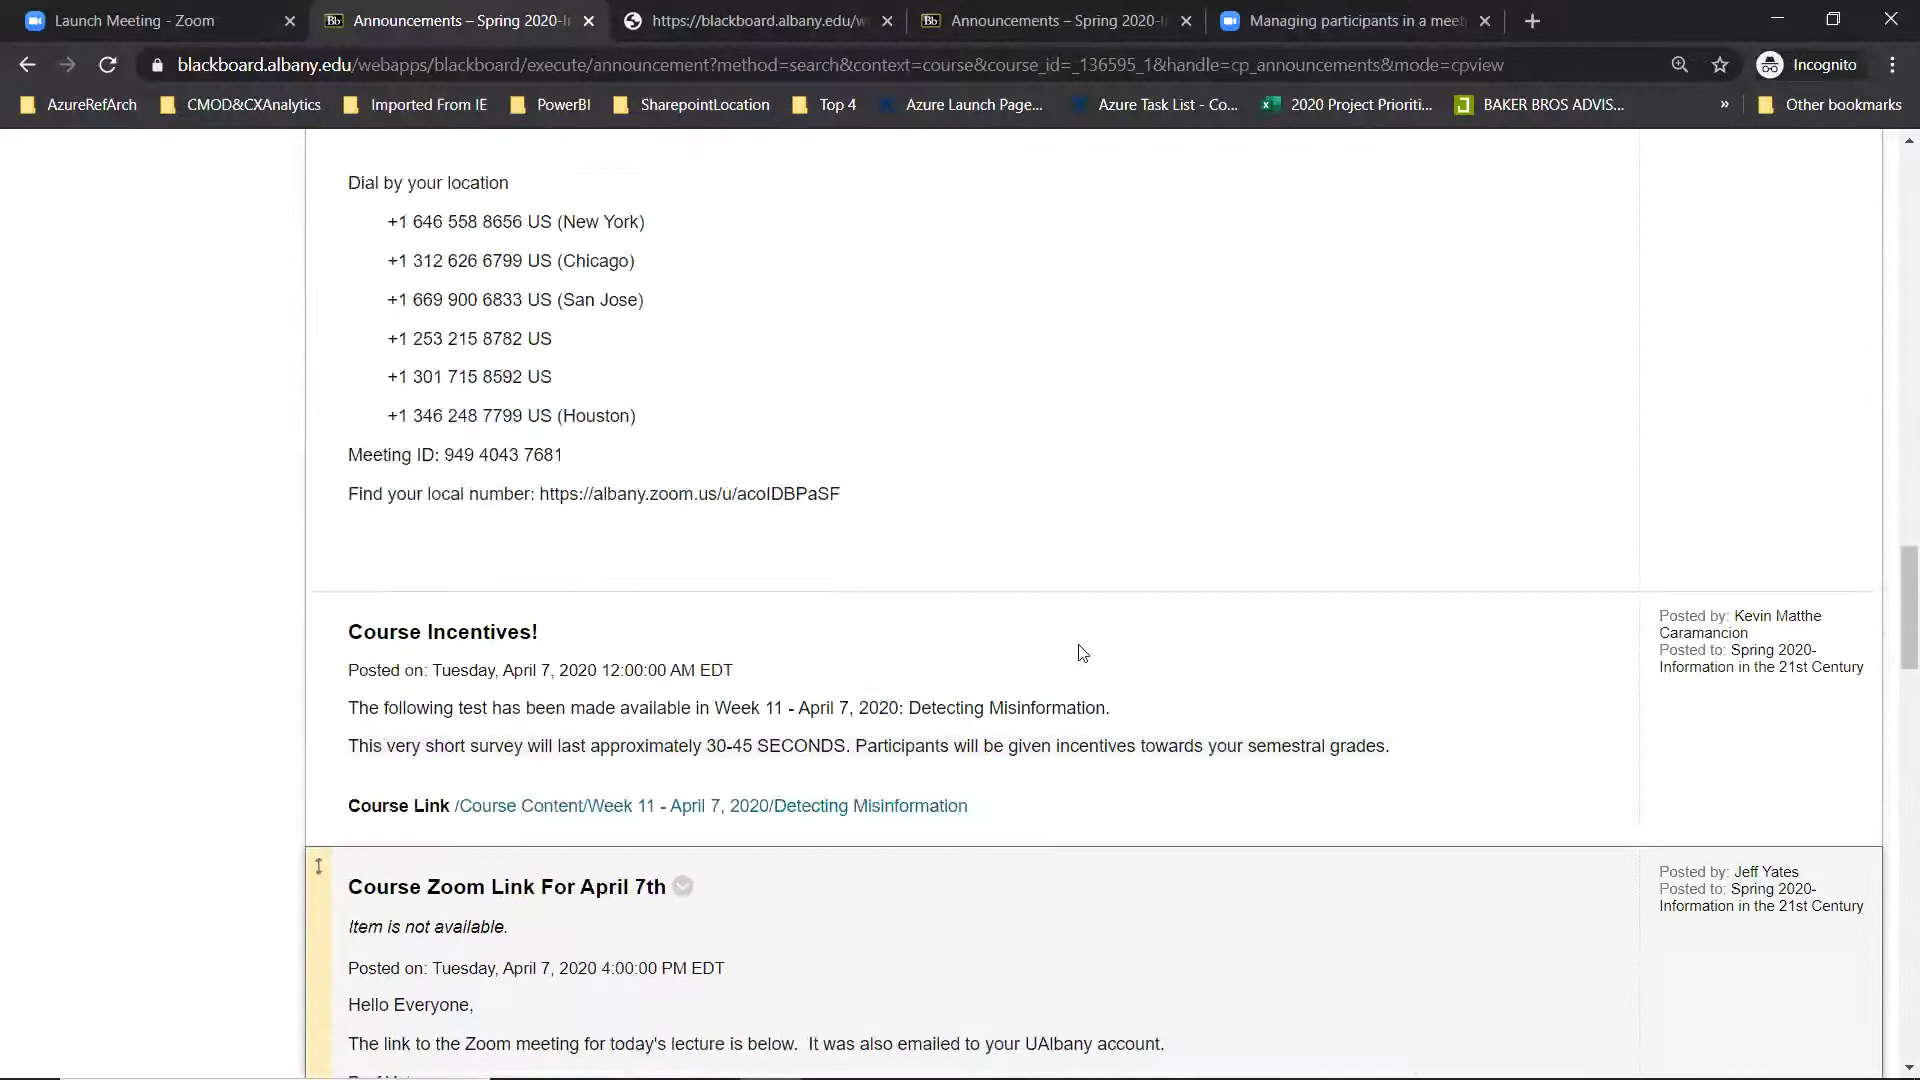 Launch Meeting - Zoom
Announcements – Spring 2020-I
https://blackboard.albany.edu/w
Announcements – Spring 2020-I
Managing participants in a meet
blackboard.albany.edu/webapps/blackboard/execute/announcement?method=search&context=course&course_id=_136595_1&handle=cp_announcements&mode=cpview
Incognito
AzureRefArch
CMOD&CXAnalytics
Imported From IE
PowerBI
SharepointLocation
Top 4
Azure Launch Page...
Azure Task List - Co...
2020 Project Prioriti...
BAKER BROS ADVIS...
»
Other bookmarks
Dial by your location
+1 646 558 8656 US (New York)
+1 312 626 6799 US (Chicago)
+1 669 900 6833 US (San Jose)
+1 253 215 8782 US
+1 301 715 8592 US
+1 346 248 7799 US (Houston)
Meeting ID: 949 4043 7681
Find your local number: https://albany.zoom.us/u/acoIDBPaSF
Course Incentives!
Posted on: Tuesday, April 7, 2020 12:00:00 AM EDT
The following test has been made available in Week 11 - April 7, 2020: Detecting Misinformation.
This very short survey will last approximately 30-45 SECONDS. Participants will be given incentives towards your semestral grades.
Course Link /Course Content/Week 11 - April 7, 2020/Detecting Misinformation
Posted by: Kevin Matthe
Caramancion
Posted to: Spring 2020-
Information in the 21st Century
Course Zoom Link For April 7th
Item is not available.
Posted on: Tuesday, April 7, 2020 4:00:00 PM EDT
Hello Everyone,
The link to the Zoom meeting for today's lecture is below. It was also emailed to your UAlbany account.
Posted by: Jeff Yates
Posted to: Spring 2020-
Information in the 21st Century